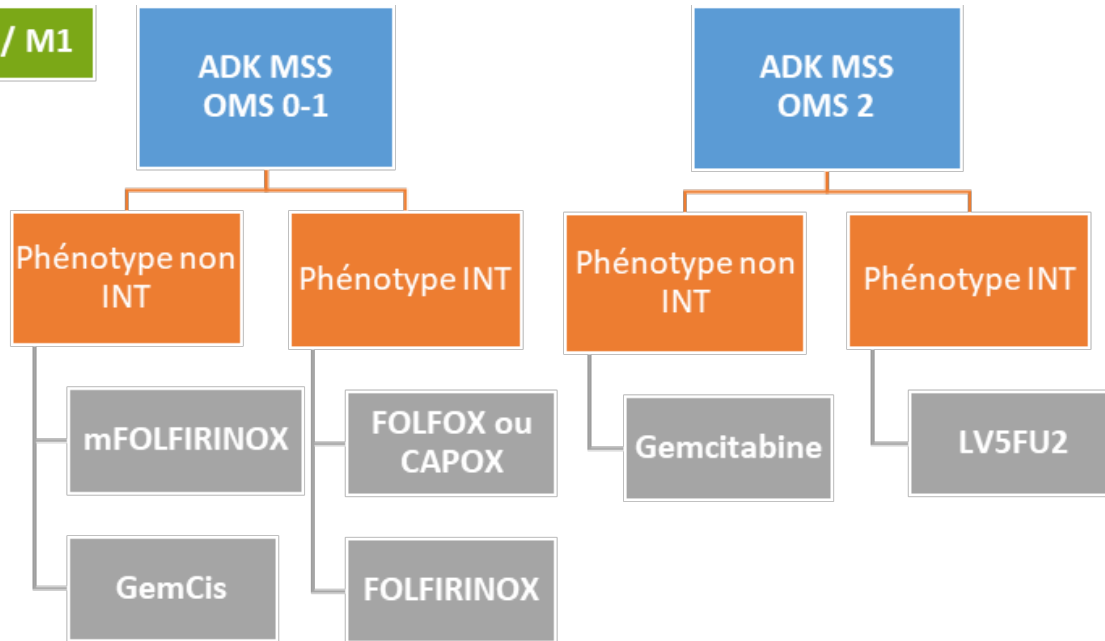 / M1
ADK MSS
OMS 0-1
ADK MSS
OMS 2
Phénotype non
INT
Phénotype INT
Phénotype non
INT
Phénotype INT
mFOLFIRINOX
FOLFOX ou
CAPOX
Gemcitabine
LV5FU2
GemCis
FOLFIRINOX